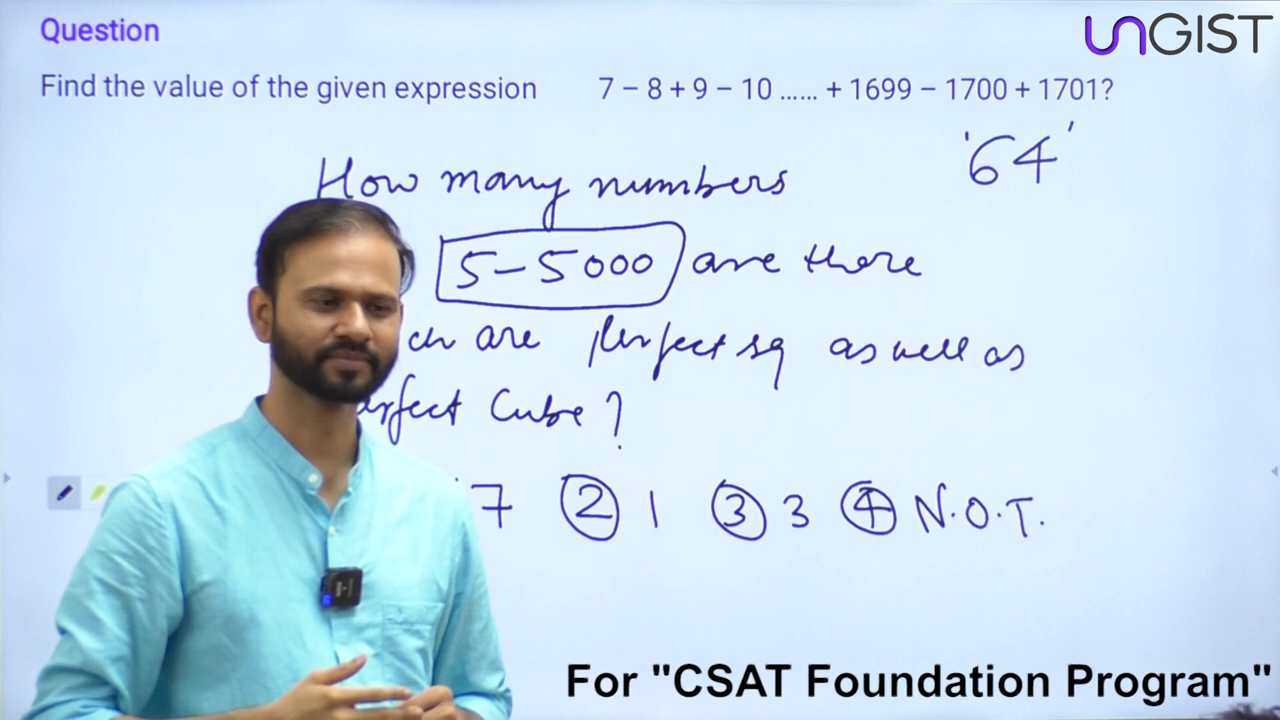 Question
UNGIST
Find the value of the given expression 7 – 8 + 9 – 10 ...... + 1699 – 1700 + 1701?
'64'
How many numbers
5-5000 are there
ch are perfect sq as well as
erfect Cube?
7 ② 1 ③ 3 ④ N.O.T.
For "CSAT Foundation Program"